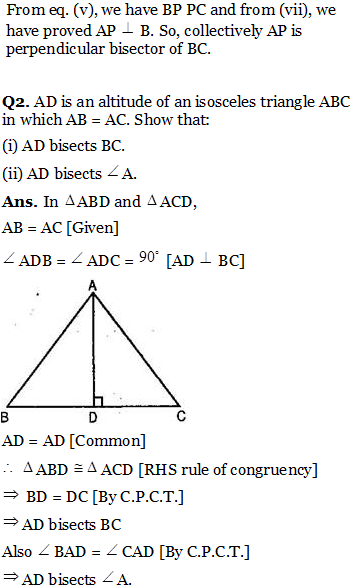 From eq. (v), we have BP PC and from (vii), we
have proved AP ⊥ B. So, collectively AP is
perpendicular bisector of BC.
Q2. AD is an altitude of an isosceles triangle ABC
in which AB = AC. Show that:
(i) AD bisects BC.
(ii) AD bisects ∠A.
Ans. In ΔABD and ΔACD,
AB = AC [Given]
∠ADB = ∠ADC = 90° [AD ⊥ BC]
A
B D C
AD = AD [Common]
∴ ΔABD ≅ ΔACD [RHS rule of congruency]
⇒ BD = DC [By C.P.C.T.]
⇒ AD bisects BC
Also ∠BAD = ∠CAD [By C.P.C.T.]
⇒ AD bisects ∠A.